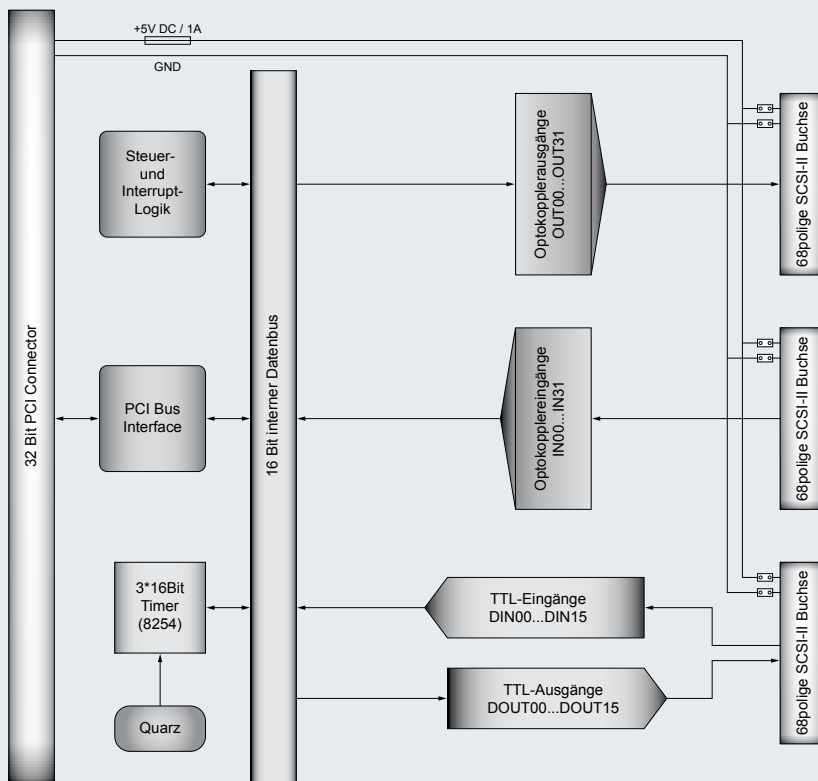 +5V DC / 1A
GND
32 Bit PCI Connector
16 Bit interner Datenbus
Steuer-
und
Interrupt-
Logik
Optokopplerausgänge
OUT00...OUT31
68polige SCSI-II Buchse
PCI Bus
Interface
Optokopplereingänge
IN00...IN31
68polige SCSI-II Buchse
3*16Bit
Timer
(8254)
TTL-Eingänge
DIN00...DIN15
68polige SCSI-II Buchse
TTL-Ausgänge
DOUT00...DOUT15
Quarz